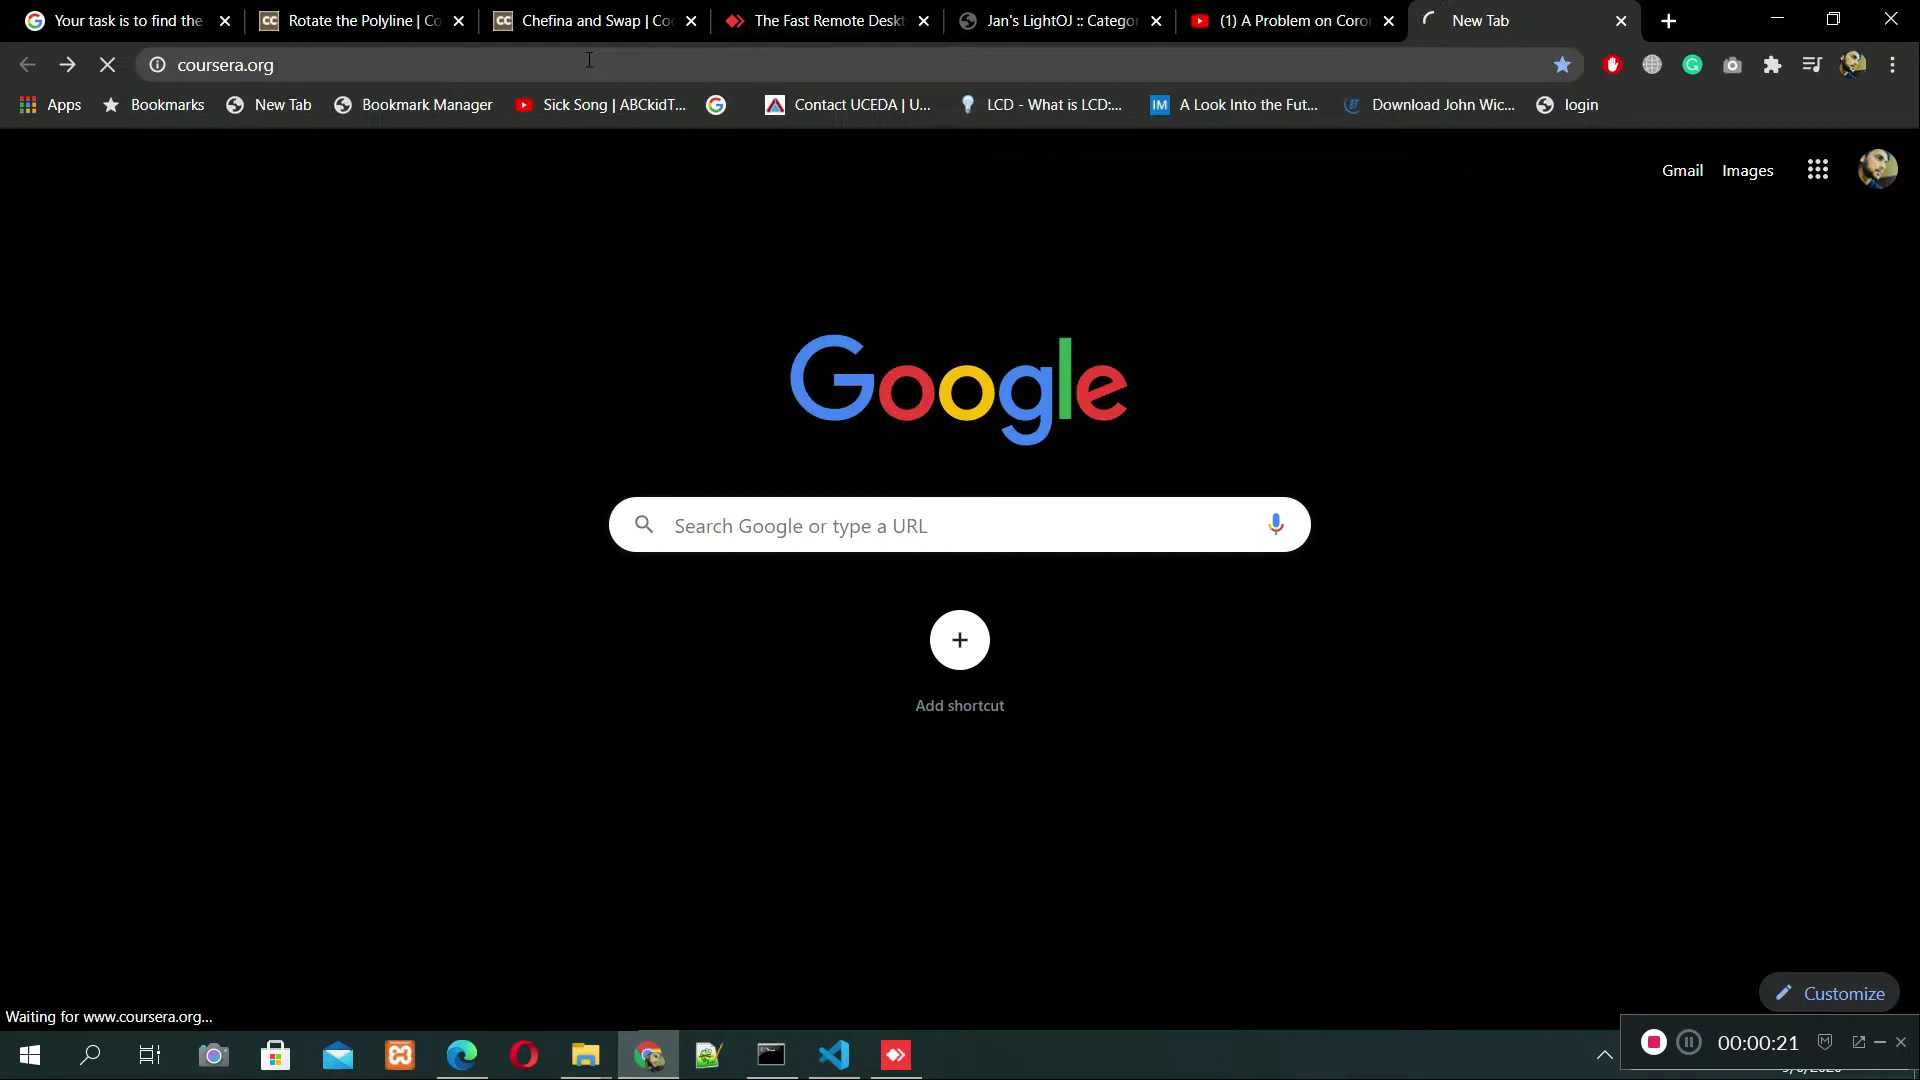 Your task is to find the
Rotate the Polyline | Co
Chefina and Swap | Co
The Fast Remote Deskt
Jan's LightOJ :: Categor
(1) A Problem on Coron
New Tab
coursera.org
Apps
Bookmarks
New Tab
Bookmark Manager
Sick Song | ABCkidT...
Contact UCEDA | U...
LCD - What is LCD:...
IM
A Look Into the Fut...
Download John Wic...
login
Gmail
Images
Google
Search Google or type a URL
Add shortcut
Customize
Waiting for www.coursera.org...
00:00:21